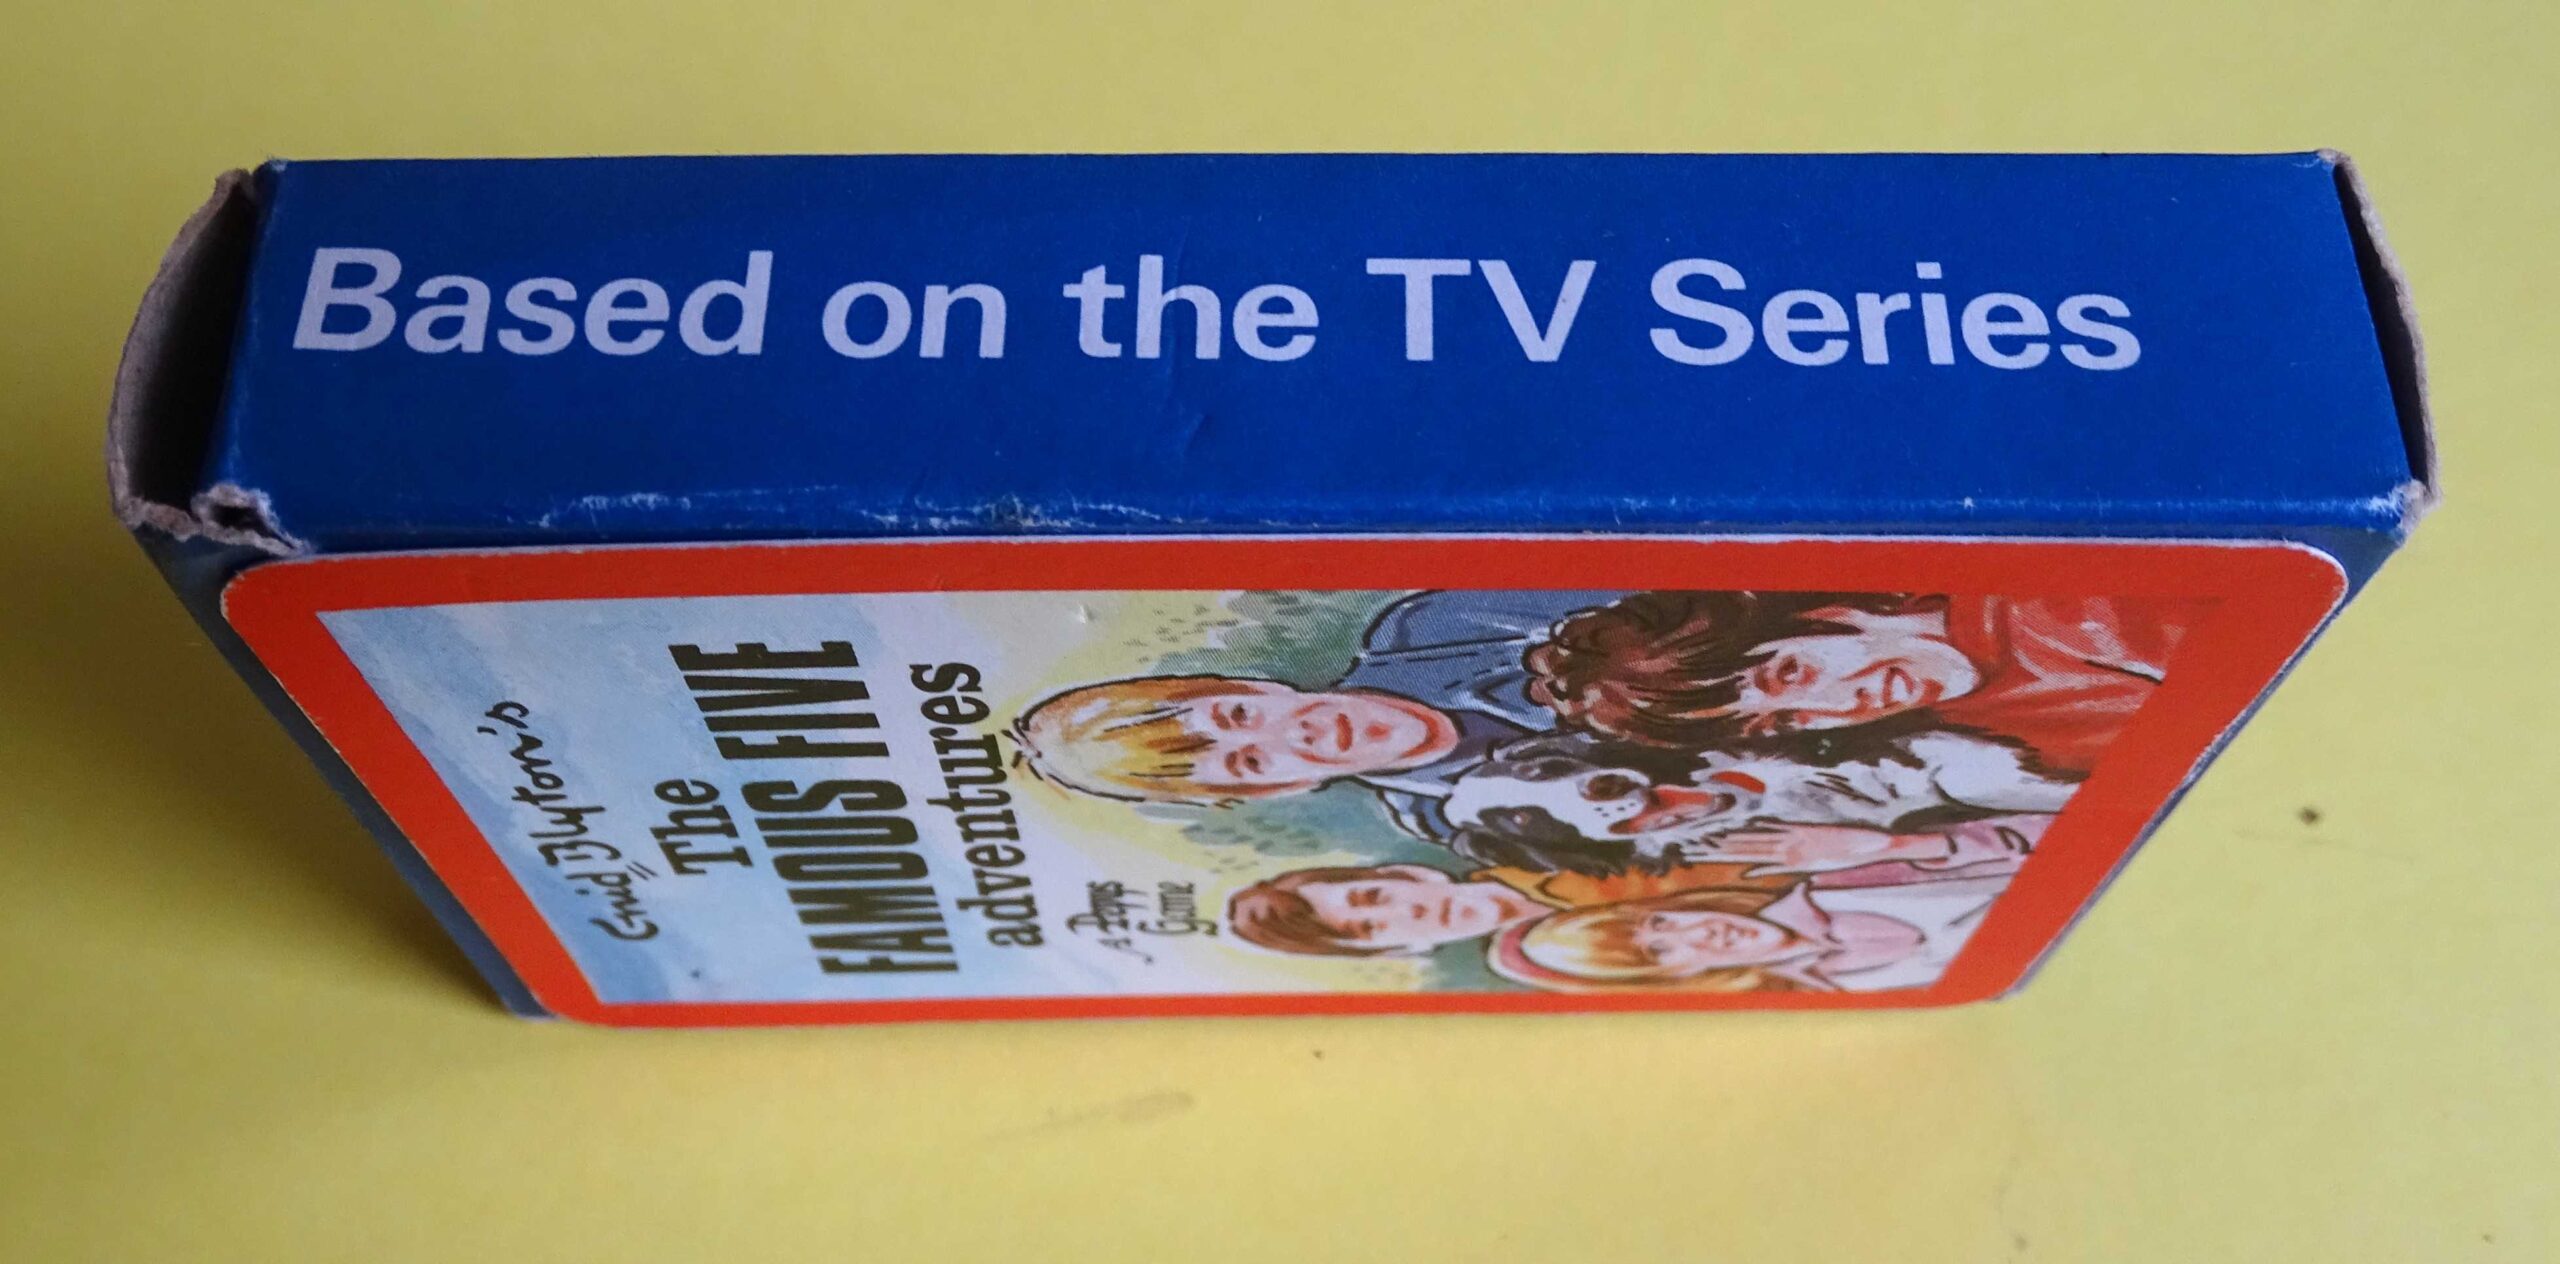 Based on the TV Series
Enid Blyton's
The
FAMOUS FIVE
adventures
A Pepys
Game